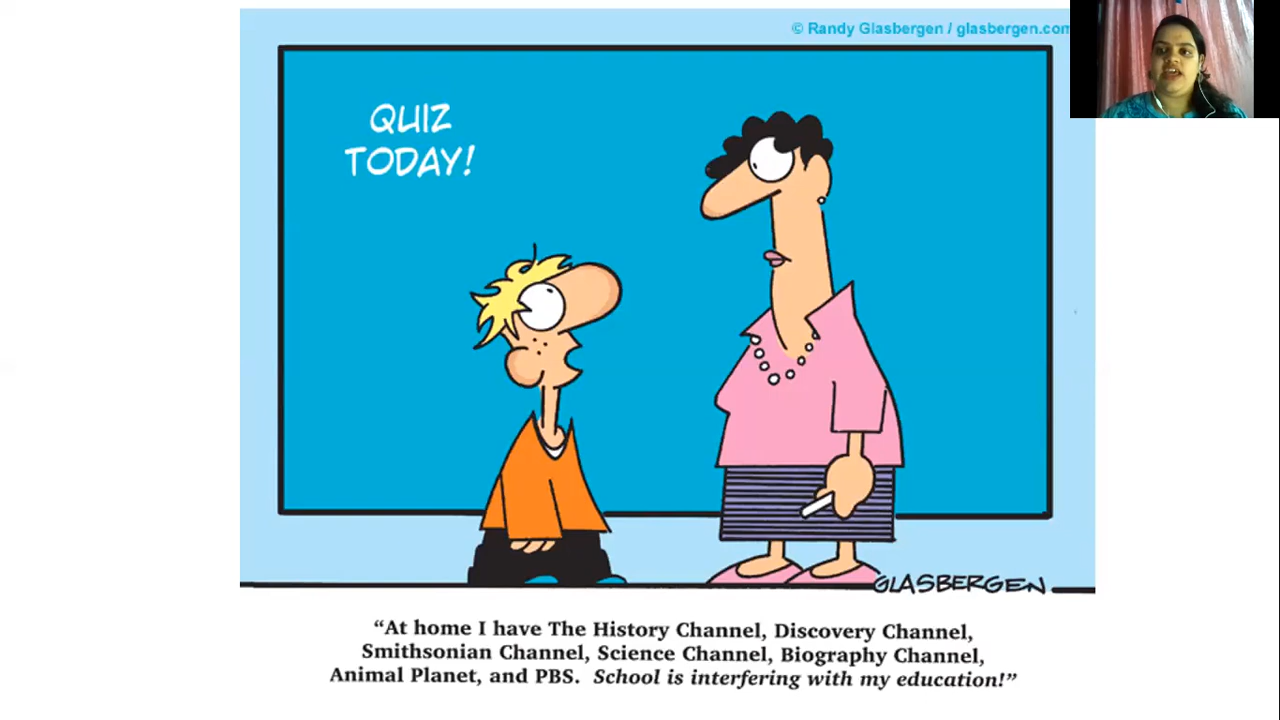 © Randy Glasbergen / glasbergen.com
QUIZ
TODAY!
GLASBERGEN
“At home I have The History Channel, Discovery Channel,
Smithsonian Channel, Science Channel, Biography Channel,
Animal Planet, and PBS. School is interfering with my education!”